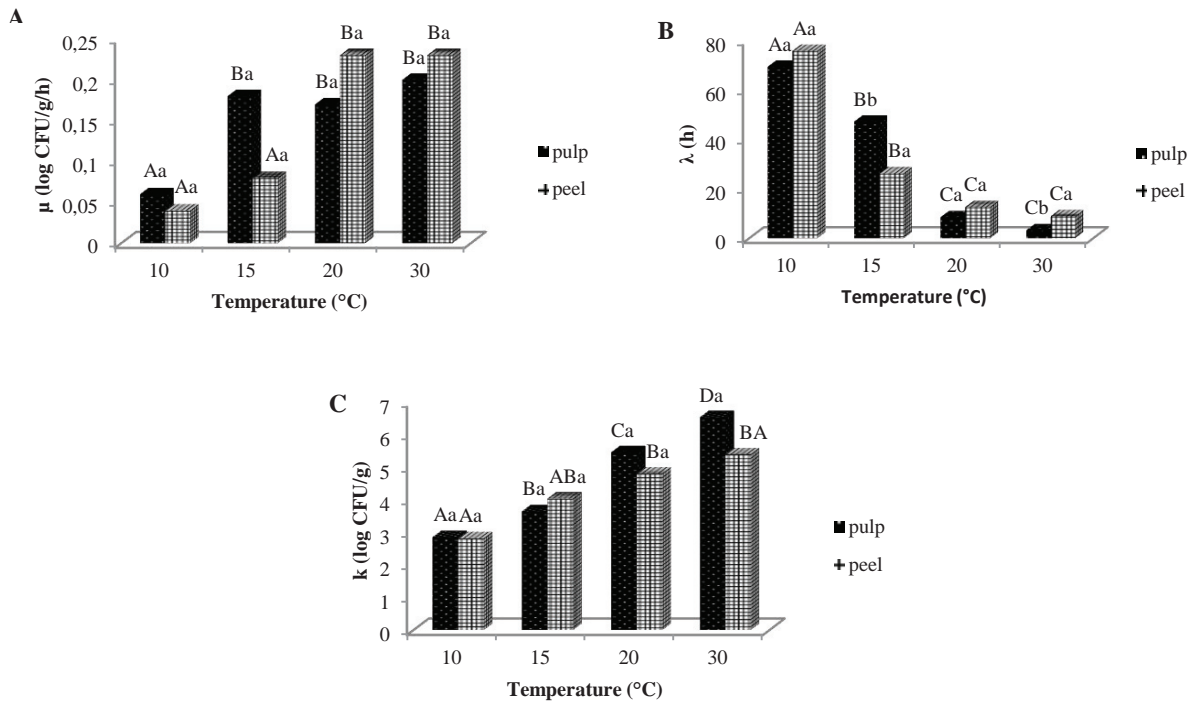 A
µ (log CFU/g/h)
0,25
0,2
0,15
0,1
0,05
0
Aa Aa
Ba Aa
Ba Ba
Ba Ba
10 15 20 30
Temperature (°C)
pulp
peel
B
λ (h)
80
60
40
20
0
Aa Aa
Bb Ba
Ca Ca
Cb Ca
10 15 20 30
Temperature (°C)
pulp
peel
C
k (log CFU/g)
7
6
5
4
3
2
1
0
Aa Aa
Ba ABa
Ca Ba
Da BA
10 15 20 30
Temperature (°C)
pulp
peel